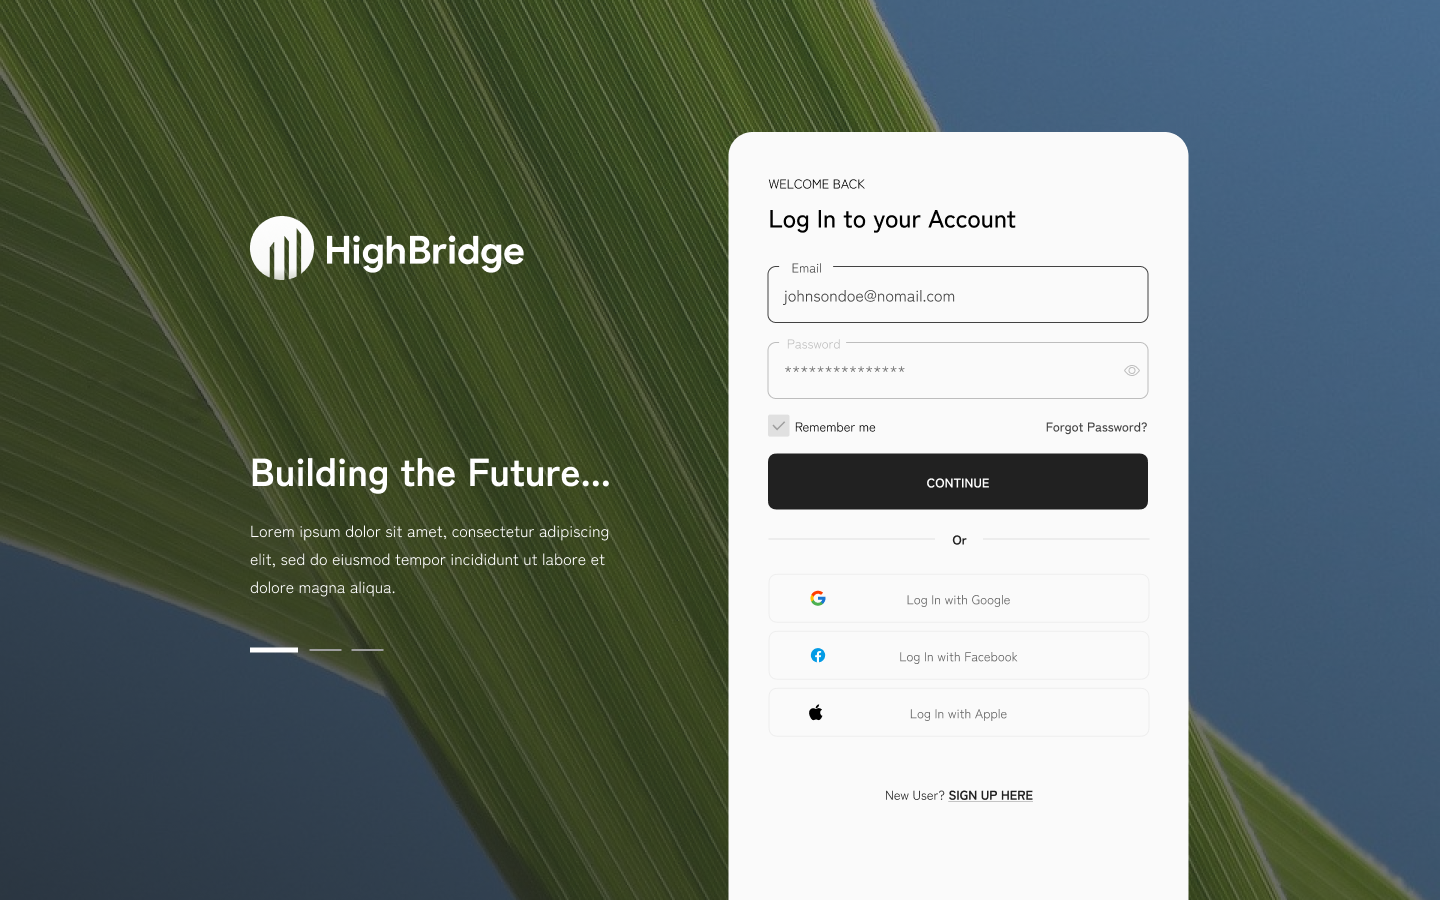 HighBridge
Building the Future...
Lorem ipsum dolor sit amet, consectetur adipiscing
elit, sed do eiusmod tempor incididunt ut labore et
dolore magna aliqua.
WELCOME BACK
Log In to your Account
Email
johnsondoe@nomail.com
Password
***************
Remember me
Forgot Password?
CONTINUE
Or
Log In with Google
Log In with Facebook
Log In with Apple
New User? SIGN UP HERE